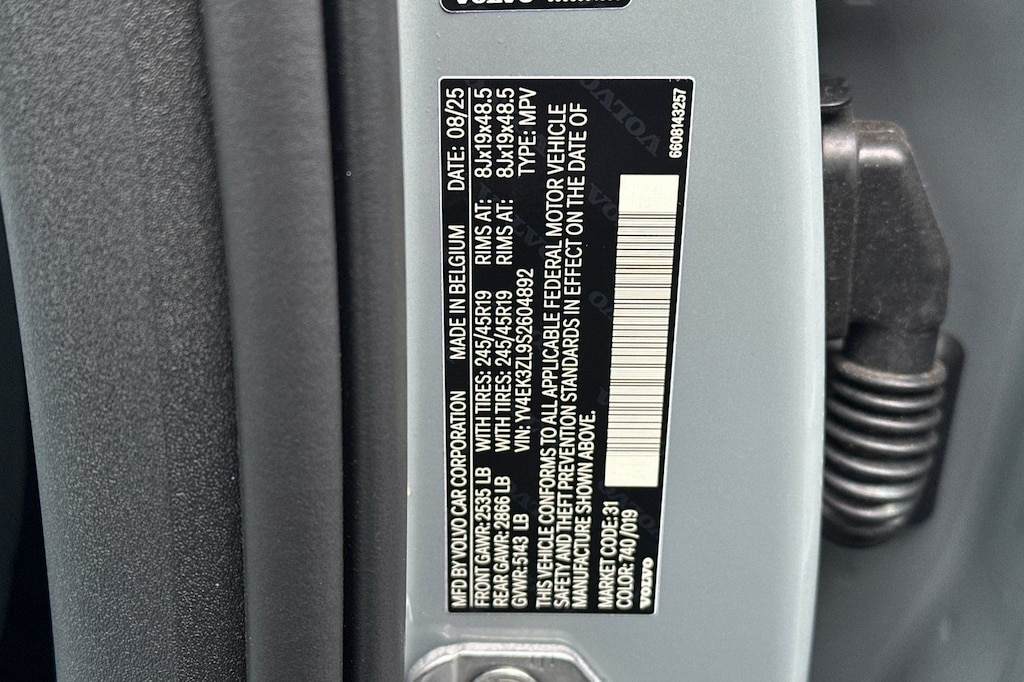 MFD BY VOLVO CAR CORPORATION MADE IN BELGIUM DATE: 08/25
FRONT GAWR: 2535 LB WITH TIRES: 245/45R19 RIMS AT: 8Jx19x48.5
REAR GAWR: 2866 LB WITH TIRES: 245/45R19 RIMS AT: 8Jx19x48.5
GVWR: 5143 LB VIN: YV4EK3ZL9S2604892 TYPE: MPV
THIS VEHICLE CONFORMS TO ALL APPLICABLE FEDERAL MOTOR VEHICLE
SAFETY AND THEFT PREVENTION STANDARDS IN EFFECT ON THE DATE OF
MANUFACTURE SHOWN ABOVE.
MARKET CODE: 31
COLOR: 740/019
VOLVO
6608143257